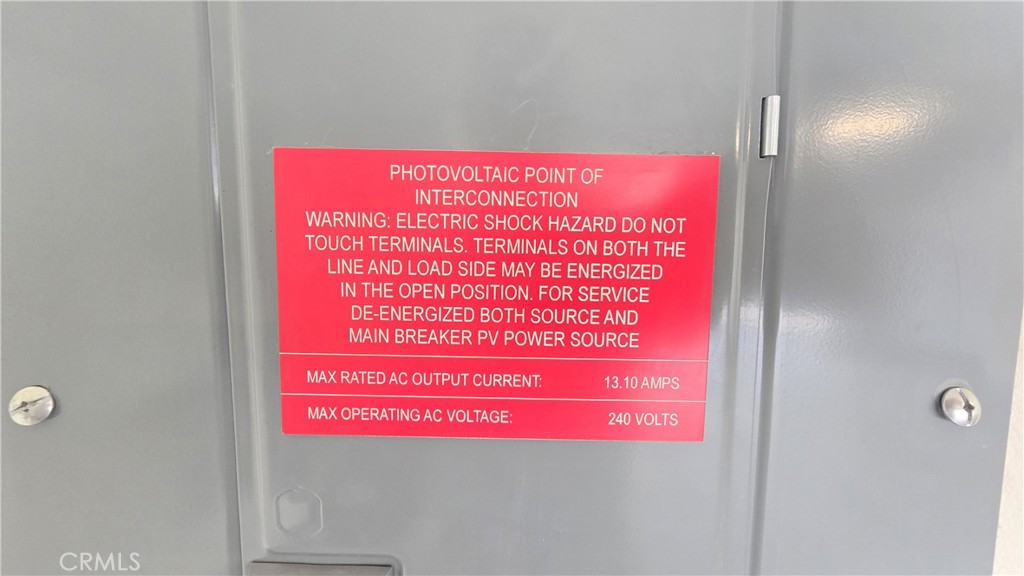 PHOTOVOLTAIC POINT OF
INTERCONNECTION
WARNING: ELECTRIC SHOCK HAZARD DO NOT
TOUCH TERMINALS. TERMINALS ON BOTH THE
LINE AND LOAD SIDE MAY BE ENERGIZED
IN THE OPEN POSITION. FOR SERVICE
DE-ENERGIZED BOTH SOURCE AND
MAIN BREAKER PV POWER SOURCE
MAX RATED AC OUTPUT CURRENT: 13.10 AMPS
MAX OPERATING AC VOLTAGE: 240 VOLTS
CRMLS